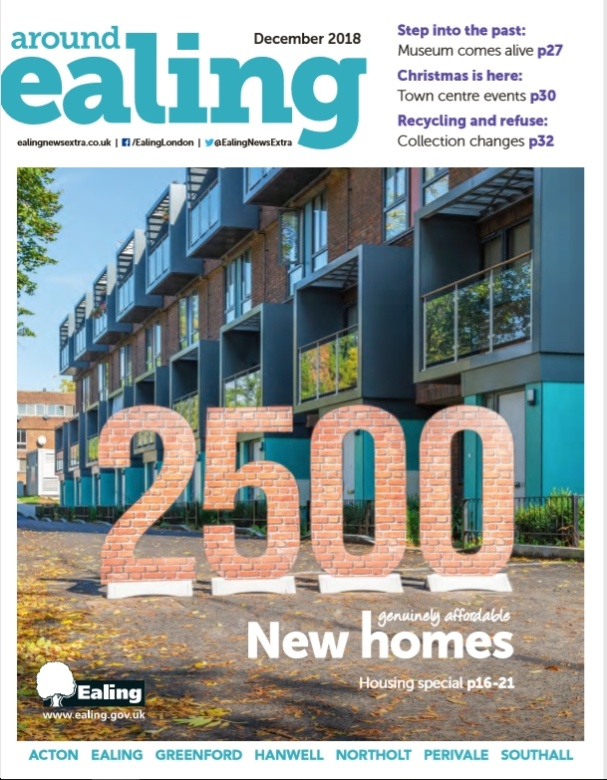 around
ealing
December 2018
ealingnewsextra.co.uk | /EalingLondon | @EalingNewsExtra
Step into the past:
Museum comes alive p27
Christmas is here:
Town centre events p30
Recycling and refuse:
Collection changes p32
2500
genuinely affordable
New homes
Housing special p16-21
Ealing
www.ealing.gov.uk
ACTON EALING GREENFORD HANWELL NORTHOLT PERIVALE SOUTHALL